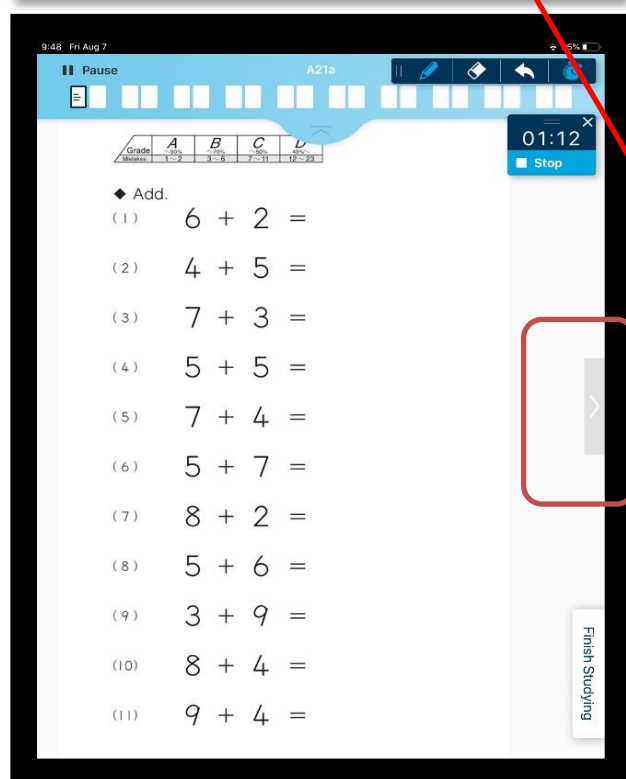 9:48 Fri Aug 7
Pause
A21a
Grade A B C D
Mistakes 1~2 3~6 7~11 12~23
01:12
Stop
◆ Add.
(1) 6 + 2 =
(2) 4 + 5 =
(3) 7 + 3 =
(4) 5 + 5 =
(5) 7 + 4 =
(6) 5 + 7 =
(7) 8 + 2 =
(8) 5 + 6 =
(9) 3 + 9 =
(10) 8 + 4 =
(11) 9 + 4 =
Finish Studying